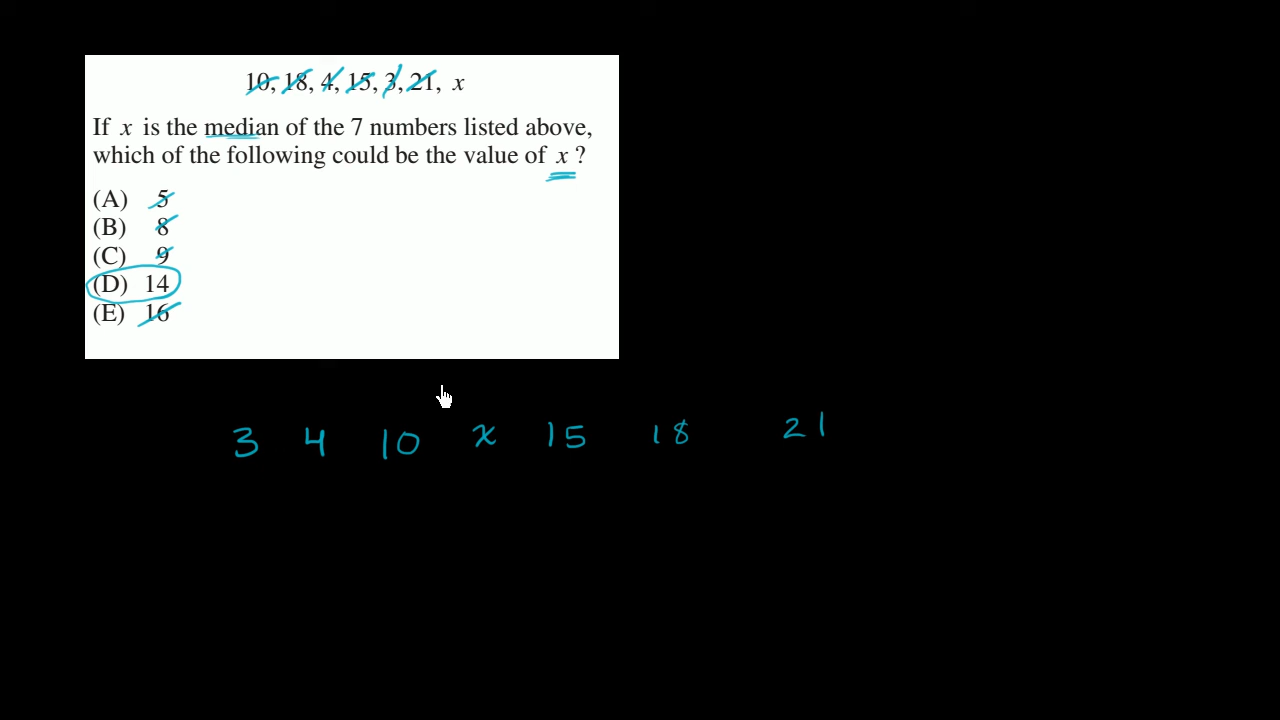 10, 18, 4, 15, 3, 21, x
If x is the median of the 7 numbers listed above,
which of the following could be the value of x ?
(A) 5
(B) 8
(C) 9
(D) 14
(E) 16
3 4 10 x 15 18 21